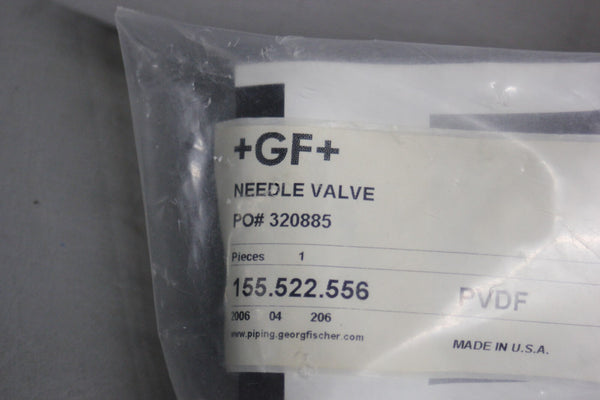 +GF+
NEEDLE VALVE
PO# 320885
Pieces 1
155.522.556 PVDF
2006 04 206
www.piping.georgfischer.com
MADE IN U.S.A.